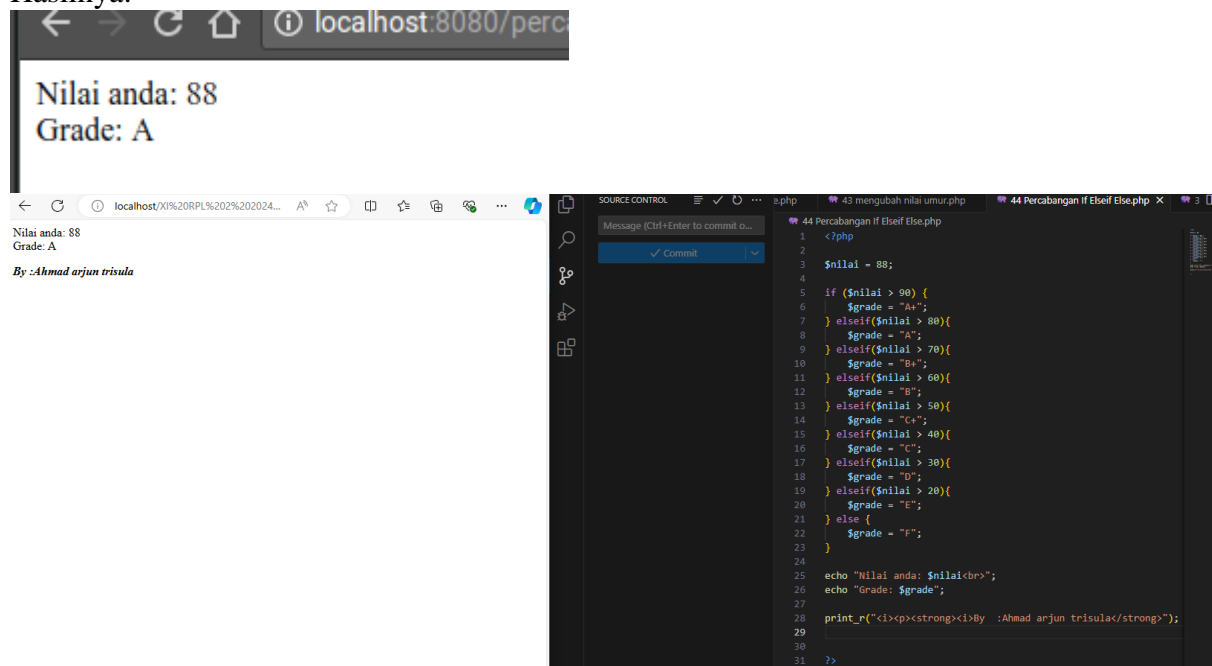 localhost:8080/perca
Nilai anda: 88
Grade: A
localhost/XI%20RPL%202%202024...
Nilai anda: 88
Grade: A
By :Ahmad arjun trisula
SOURCE CONTROL
Message (Ctrl+Enter to commit o...
Commit
e.php
43 mengubah nilai umur.php
44 Percabangan If Elseif Else.php
3
44 Percabangan If Elseif Else.php
1 <?php
2
3 $nilai = 88;
4
5 if ($nilai > 90) {
6 $grade = "A+";
7 } elseif($nilai > 80){
8 $grade = "A";
9 } elseif($nilai > 70){
10 $grade = "B+";
11 } elseif($nilai > 60){
12 $grade = "B";
13 } elseif($nilai > 50){
14 $grade = "C+";
15 } elseif($nilai > 40){
16 $grade = "C";
17 } elseif($nilai > 30){
18 $grade = "D";
19 } elseif($nilai > 20){
20 $grade = "E";
21 } else {
22 $grade = "F";
23 }
24
25 echo "Nilai anda: $nilai<br>";
26 echo "Grade: $grade";
27
28 print_r("<i><p><strong><i>By  :Ahmad arjun trisula</strong>");
29
30
31 ?>